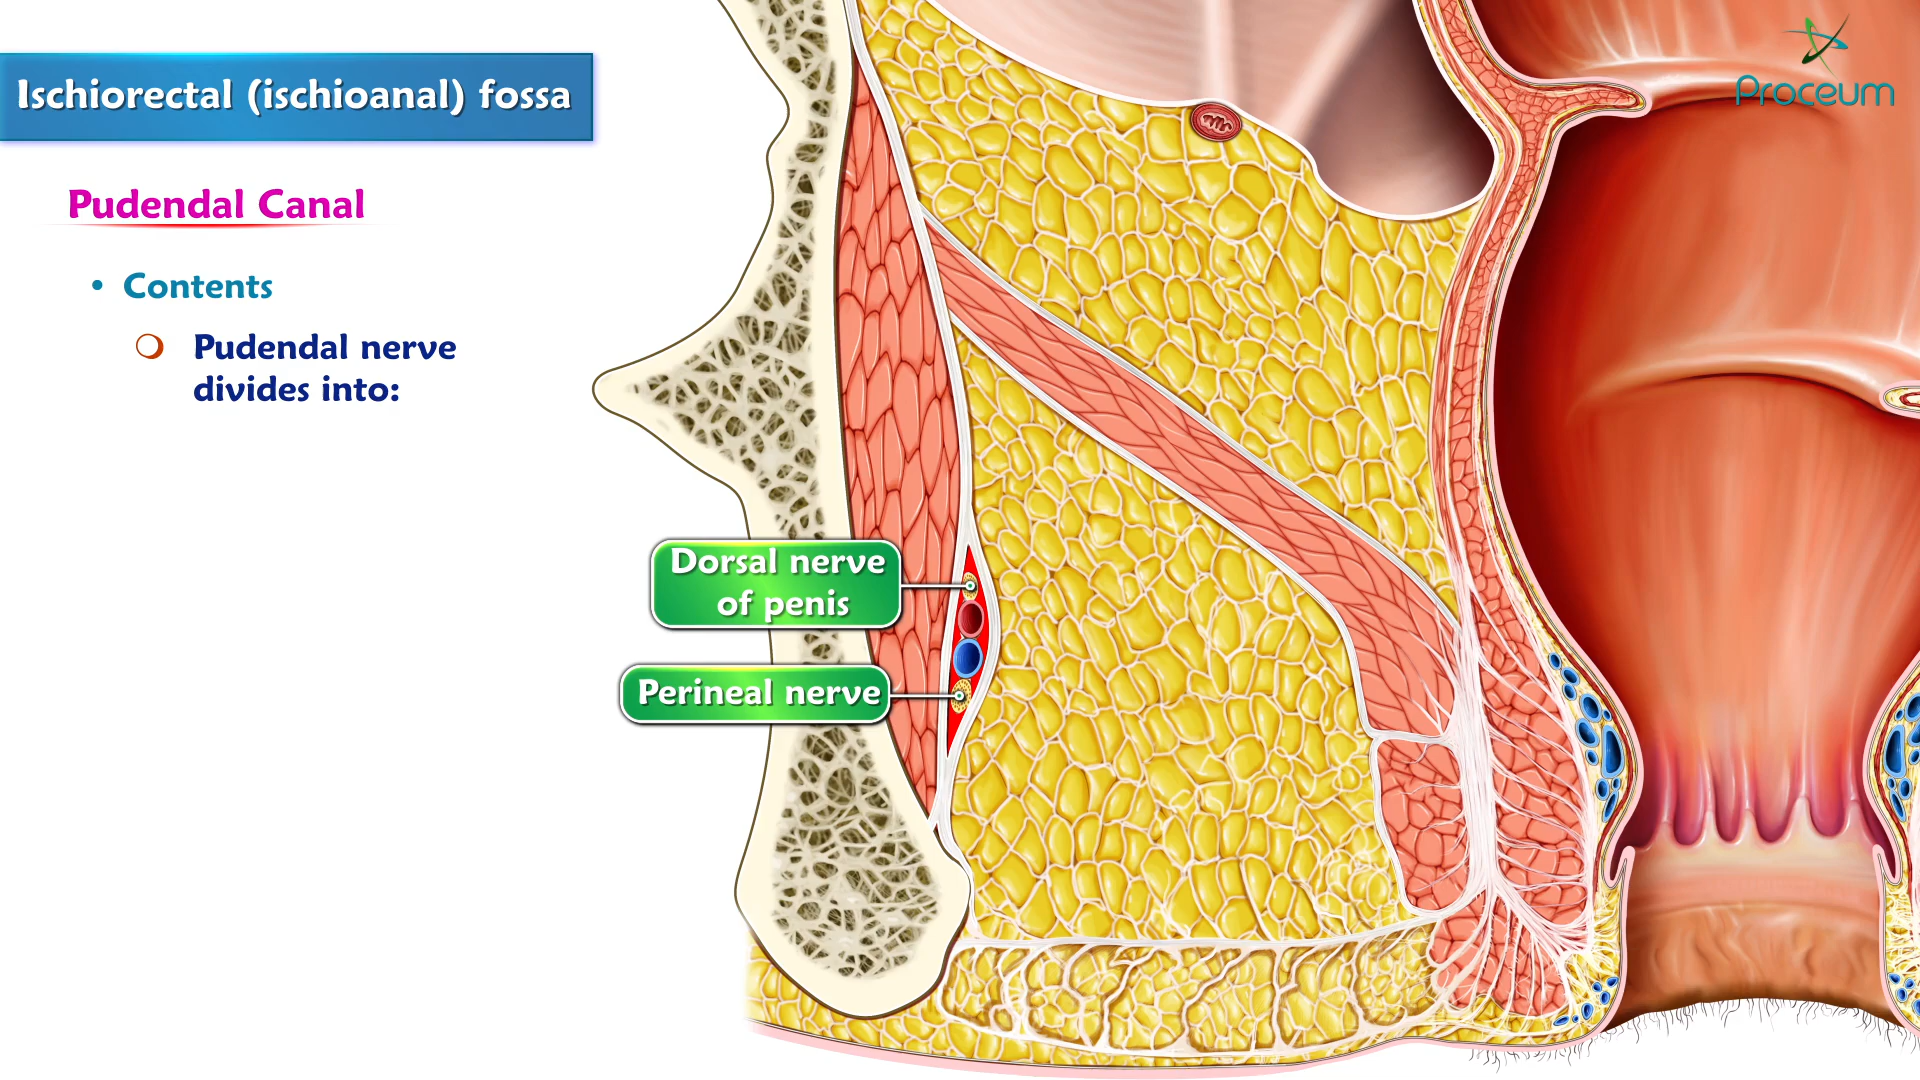 Ischiorectal (ischioanal) fossa
Proceum
Pudendal Canal
• Contents
Pudendal nerve
divides into:
Dorsal nerve
of penis
Perineal nerve